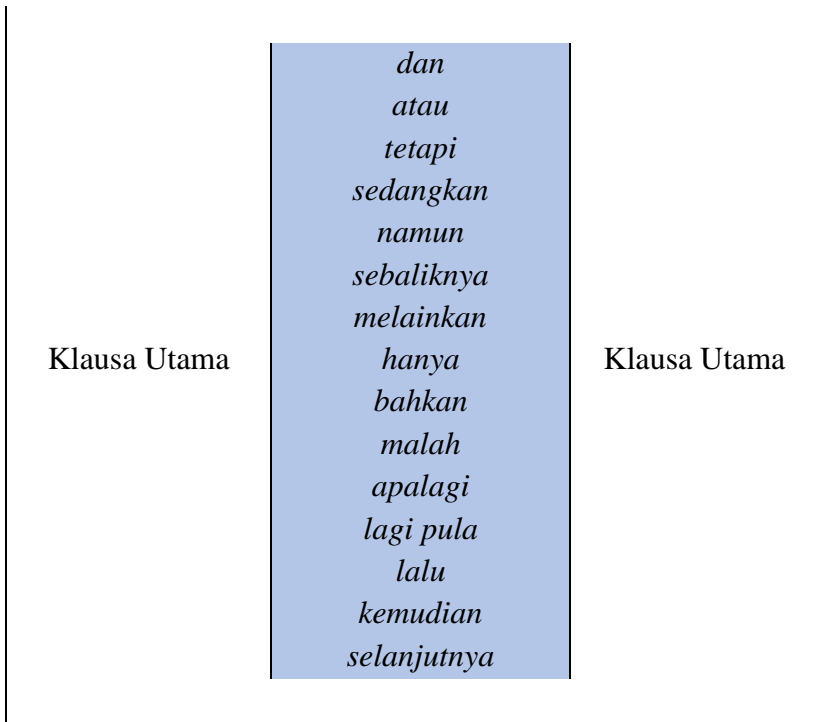 dan
atau
tetapi
sedangkan
namun
sebaliknya
melainkan
Klausa Utama hanya Klausa Utama
bahkan
malah
apalagi
lagi pula
lalu
kemudian
selanjutnya